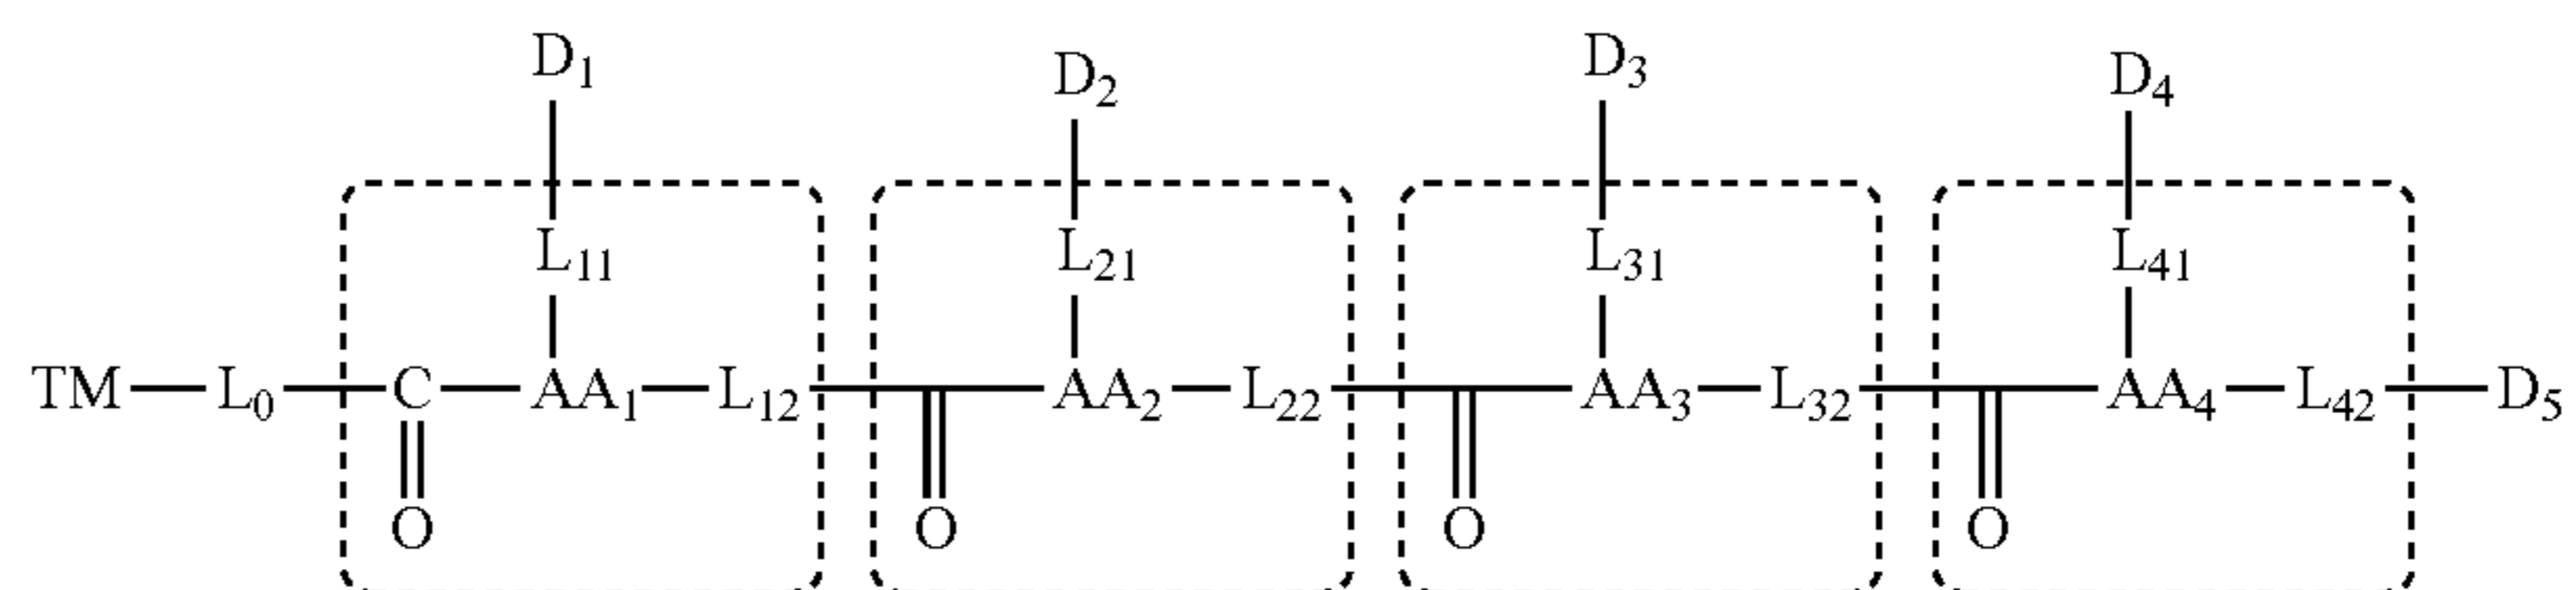 D₁ D₂ D₃ D₄
L₁₁ L₂₁ L₃₁ L₄₁
TM L₀ C AA₁ L₁₂ AA₂ L₂₂ AA₃ L₃₂ AA₄ L₄₂ D₅
O O O O